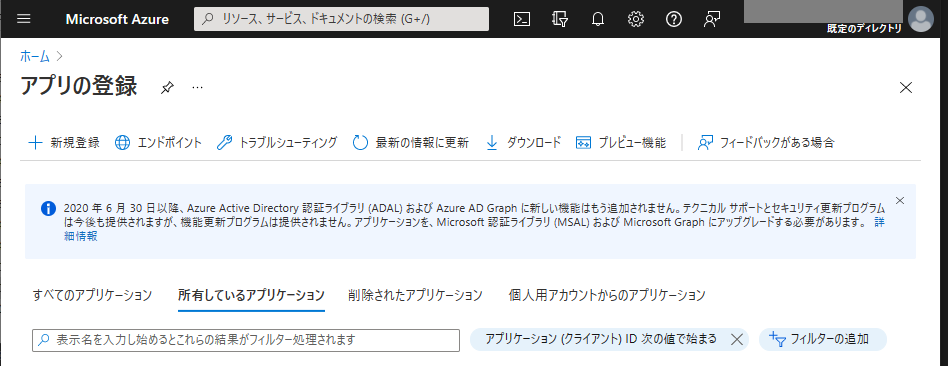 Microsoft Azure
リソース、サービス、ドキュメントの検索 (G+/)
既定のディレクトリ
ホーム
アプリの登録
新規登録
エンドポイント
トラブルシューティング
最新の情報に更新
ダウンロード
プレビュー機能
フィードバックがある場合
2020 年 6 月 30 日以降、Azure Active Directory 認証ライブラリ (ADAL) および Azure AD Graph に新しい機能はもう追加されません。テクニカル サポートとセキュリティ更新プログラム
は今後も提供されますが、機能更新プログラムは提供されません。アプリケーションを、Microsoft 認証ライブラリ (MSAL) および Microsoft Graph にアップグレードする必要があります。 詳
細情報
すべてのアプリケーション
所有しているアプリケーション
削除されたアプリケーション
個人用アカウントからのアプリケーション
表示名を入力し始めるとこれらの結果がフィルター処理されます
アプリケーション (クライアント) ID 次の値で始まる
フィルターの追加